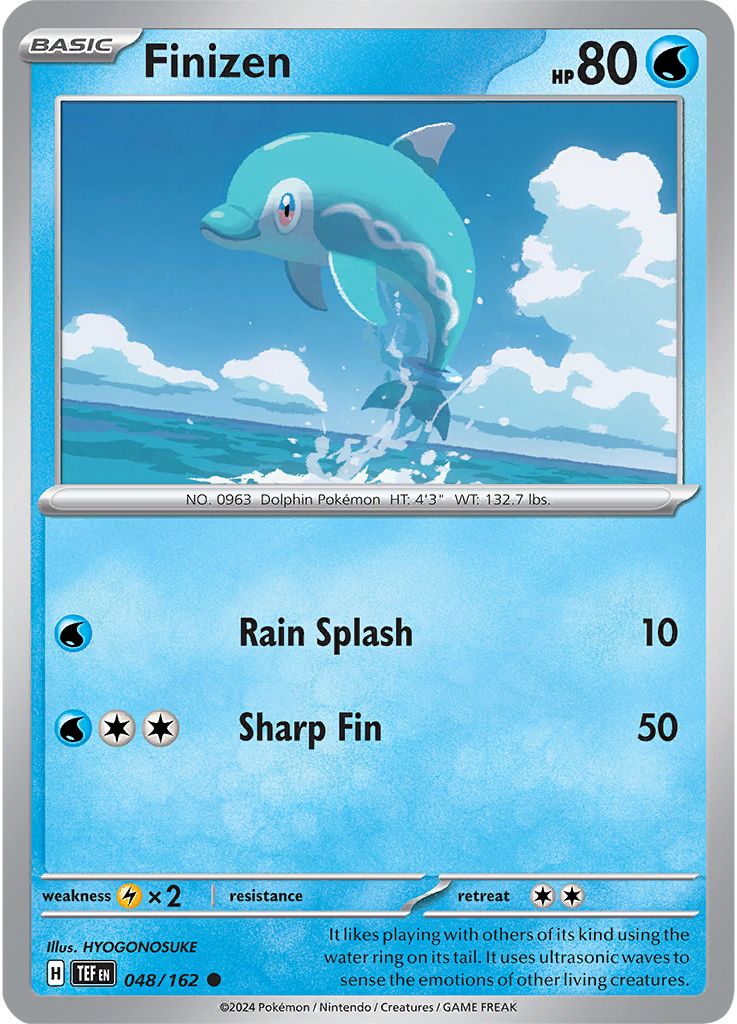 BASIC Finizen HP 80
NO. 0963 Dolphin Pokémon HT: 4'3" WT: 132.7 lbs.
Rain Splash 10
Sharp Fin 50
weakness ×2 resistance retreat
Illus. HYOGONOSUKE
H TEF EN 048/162
It likes playing with others of its kind using the
water ring on its tail. It uses ultrasonic waves to
sense the emotions of other living creatures.
©2024 Pokémon / Nintendo / Creatures / GAME FREAK